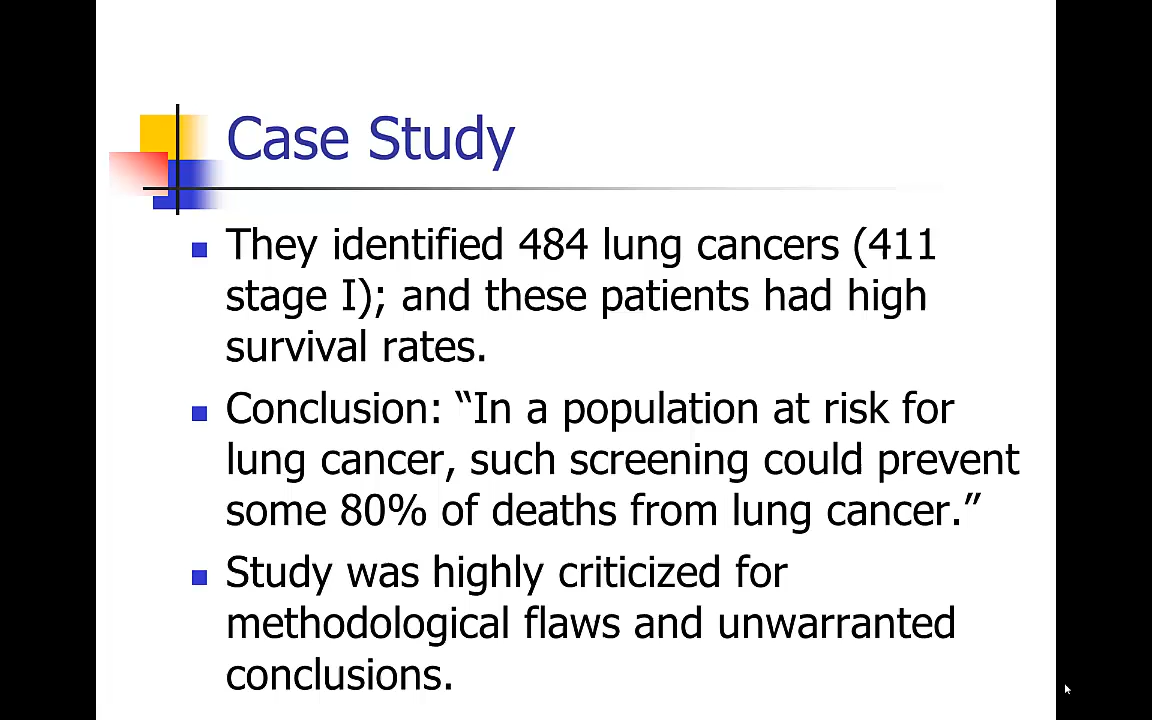 Case Study
They identified 484 lung cancers (411
stage I); and these patients had high
survival rates.
Conclusion: “In a population at risk for
lung cancer, such screening could prevent
some 80% of deaths from lung cancer.”
Study was highly criticized for
methodological flaws and unwarranted
conclusions.